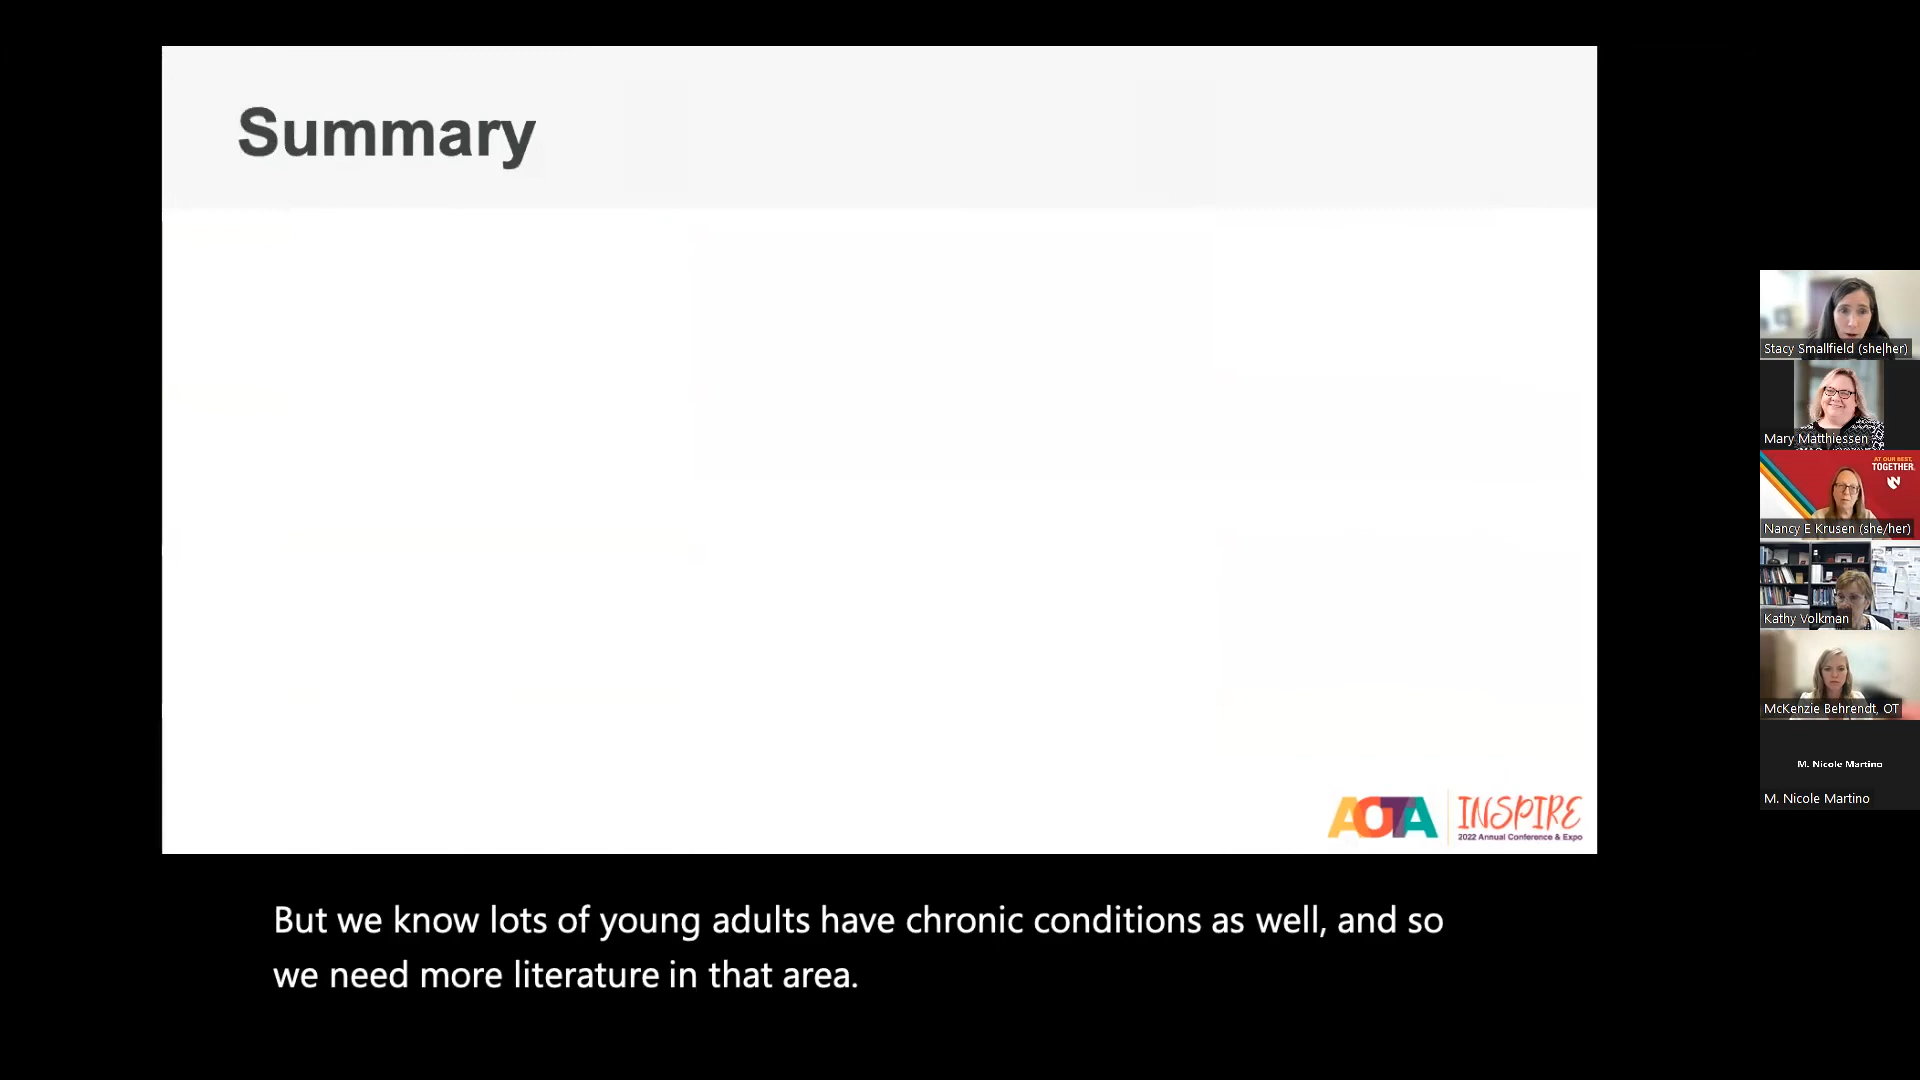 Summary
AOTA INSPIRE
2022 Annual Conference & Expo
But we know lots of young adults have chronic conditions as well, and so
we need more literature in that area.
Stacy Smallfield (she|her)
Mary Matthiessen
AT OUR BEST,
TOGETHER.
N
Nancy E Krusen (she/her)
Kathy Volkman
McKenzie Behrendt, OT
M. Nicole Martino
M. Nicole Martino